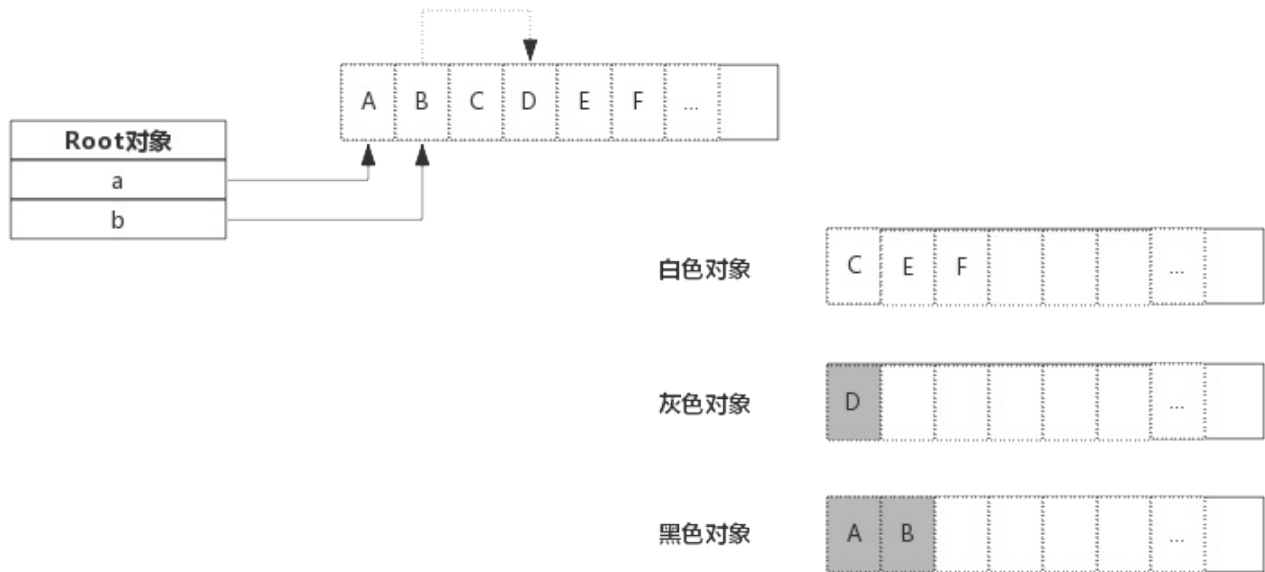 A B C D E F ...
Root对象
a
b
白色对象 C E F ...
灰色对象 D ...
黑色对象 A B ...